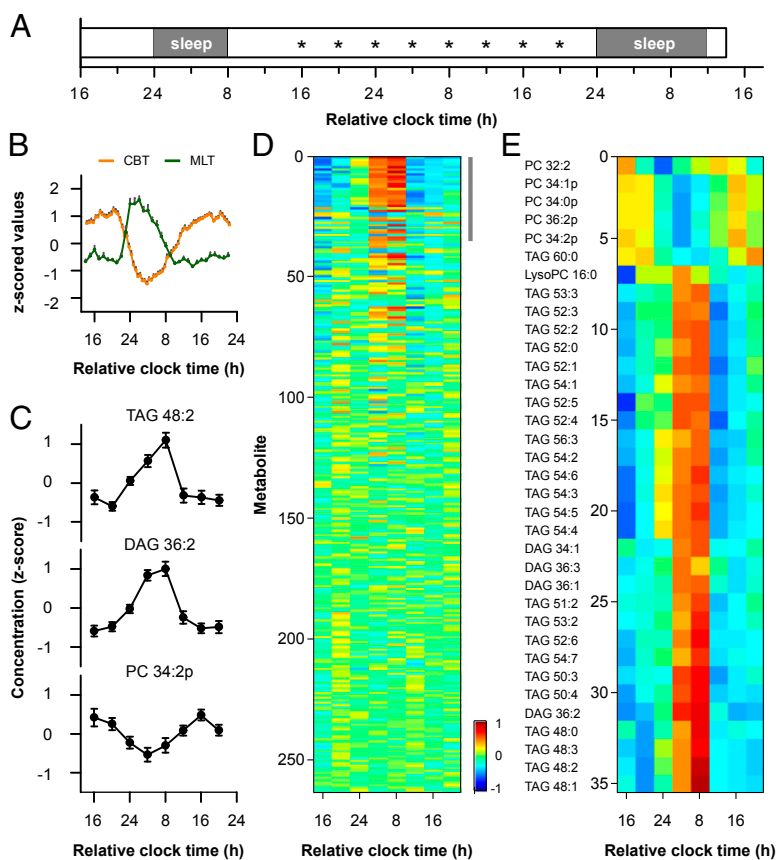 A
sleep
sleep
* * * * * * * *
16 24 8 16 24 8 16 24 8 16
Relative clock time (h)
B
CBT MLT
z-scored values
2
1
0
-1
-2
16 24 8 16 24
Relative clock time (h)
C
Concentration (z-score)
TAG 48:2
1
0
-1
DAG 36:2
1
0
-1
PC 34:2p
1
0
-1
16 24 8 16 24
Relative clock time (h)
D
Metabolite
0
50
100
150
200
250
1
0
-1
16 24 8 16
Relative clock time (h)
E
0
5
10
15
20
25
30
35
PC 32:2
PC 34:1p
PC 34:0p
PC 36:2p
PC 34:2p
TAG 60:0
LysoPC 16:0
TAG 53:3
TAG 52:3
TAG 52:2
TAG 52:0
TAG 52:1
TAG 54:1
TAG 52:5
TAG 52:4
TAG 56:3
TAG 54:2
TAG 54:6
TAG 54:3
TAG 54:5
TAG 54:4
DAG 34:1
DAG 36:3
DAG 36:1
TAG 51:2
TAG 53:2
TAG 52:6
TAG 54:7
TAG 50:3
TAG 50:4
DAG 36:2
TAG 48:0
TAG 48:3
TAG 48:2
TAG 48:1
16 24 8 16
Relative clock time (h)